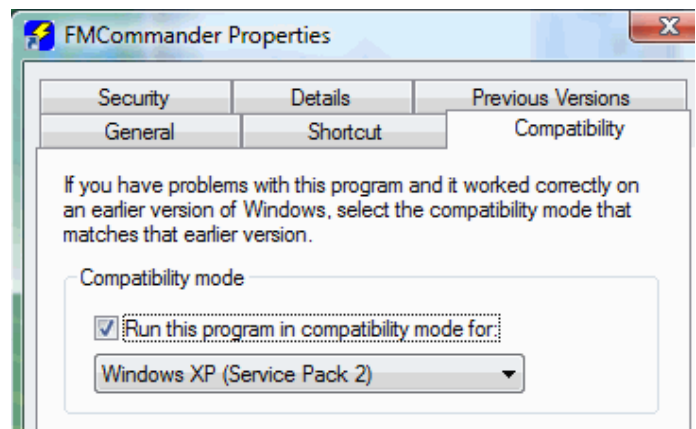 FMCommander Properties
Security Details Previous Versions
General Shortcut Compatibility
If you have problems with this program and it worked correctly on
an earlier version of Windows, select the compatibility mode that
matches that earlier version.
Compatibility mode
Run this program in compatibility mode for:
Windows XP (Service Pack 2)